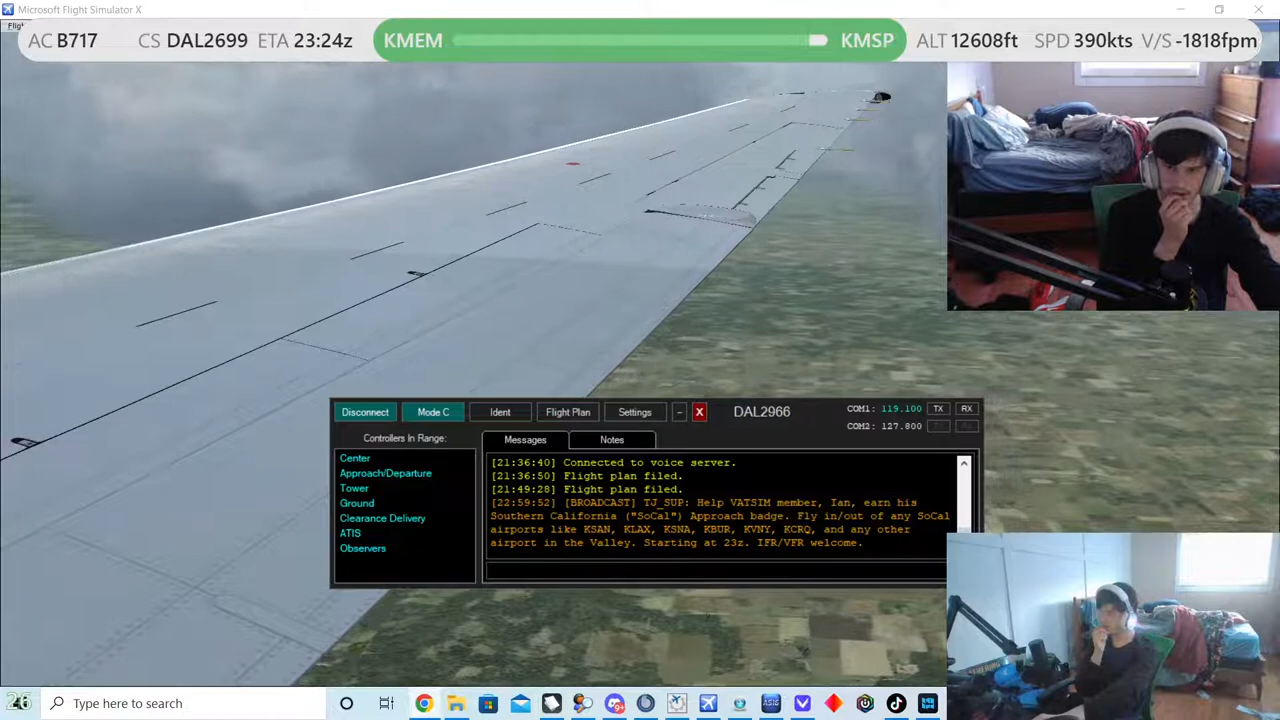 Microsoft Flight Simulator X
AC B717 CS DAL2699 ETA 23:24z KMEM KMSP ALT 12608ft SPD 390kts V/S -1818fpm
Disconnect Mode C Ident Flight Plan Settings – X DAL2966
COM1: 119.100 TX RX
COM2: 127.800
Controllers In Range:
Center
Approach/Departure
Tower
Ground
Clearance Delivery
ATIS
Observers
Messages Notes
[21:36:40] Connected to voice server.
[21:36:50] Flight plan filed.
[21:49:28] Flight plan filed.
[22:59:52] [BROADCAST] TJ_SUP: Help VATSIM member, Ian, earn his
Southern California ("SoCal") Approach badge. Fly in/out of any SoCal
airports like KSAN, KLAX, KSNA, KBUR, KVNY, KCRQ, and any other
airport in the Valley. Starting at 23z. IFR/VFR welcome.
Type here to search